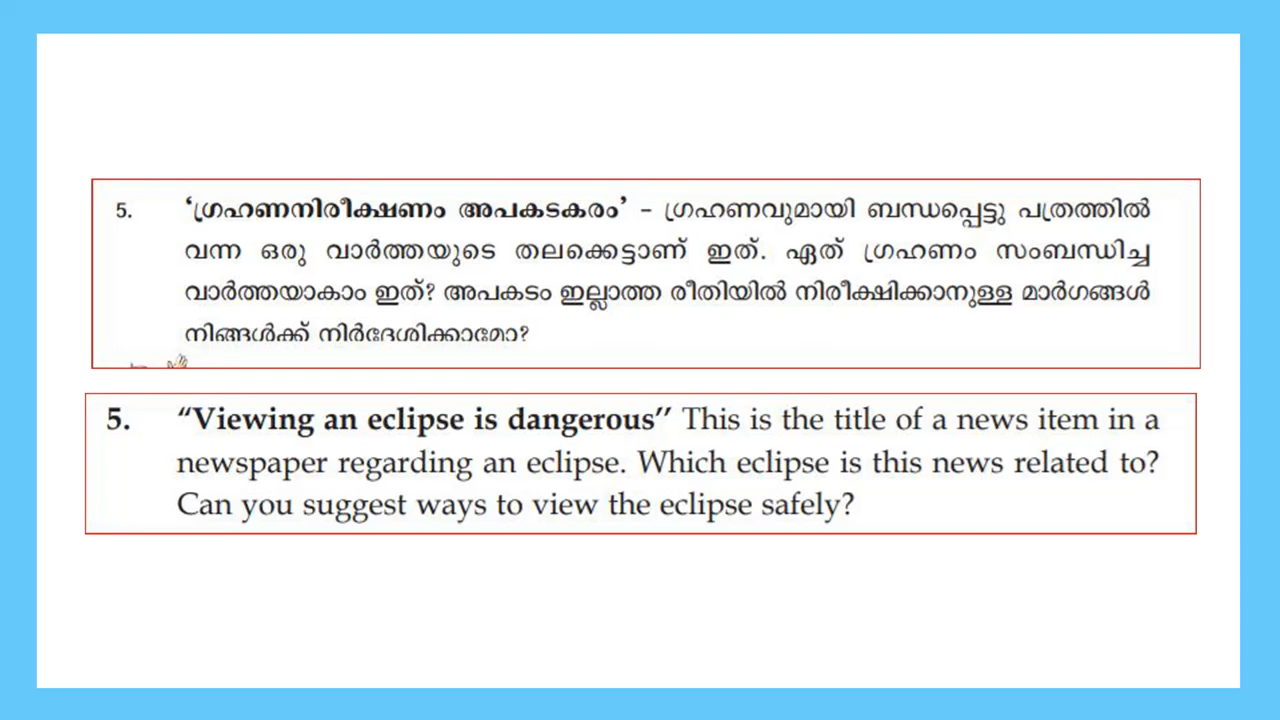 5. ‘ഗ്രഹണനിരീക്ഷണം അപകടകരം’ – ഗ്രഹണവുമായി ബന്ധപ്പെട്ടു പത്രത്തിൽ
വന്ന ഒരു വാർത്തയുടെ തലക്കെട്ടാണ് ഇത്. ഏത് ഗ്രഹണം സംബന്ധിച്ച
വാർത്തയാകാം ഇത്? അപകടം ഇല്ലാത്ത രീതിയിൽ നിരീക്ഷിക്കാനുള്ള മാർഗങ്ങൾ
നിങ്ങൾക്ക് നിർദേശിക്കാമോ?
5. “Viewing an eclipse is dangerous’’ This is the title of a news item in a
newspaper regarding an eclipse. Which eclipse is this news related to?
Can you suggest ways to view the eclipse safely?